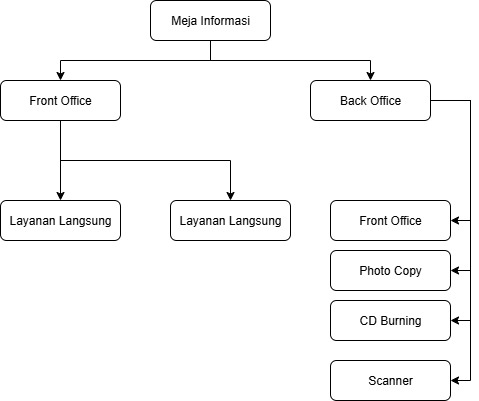 Meja Informasi
Front Office
Back Office
Layanan Langsung
Layanan Langsung
Front Office
Photo Copy
CD Burning
Scanner